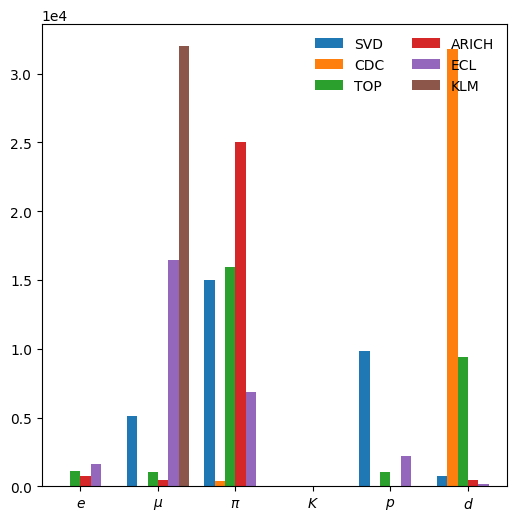 1e4
SVD
CDC
TOP
ARICH
ECL
KLM
3.0
2.5
2.0
1.5
1.0
0.5
0.0
e μ π K p d